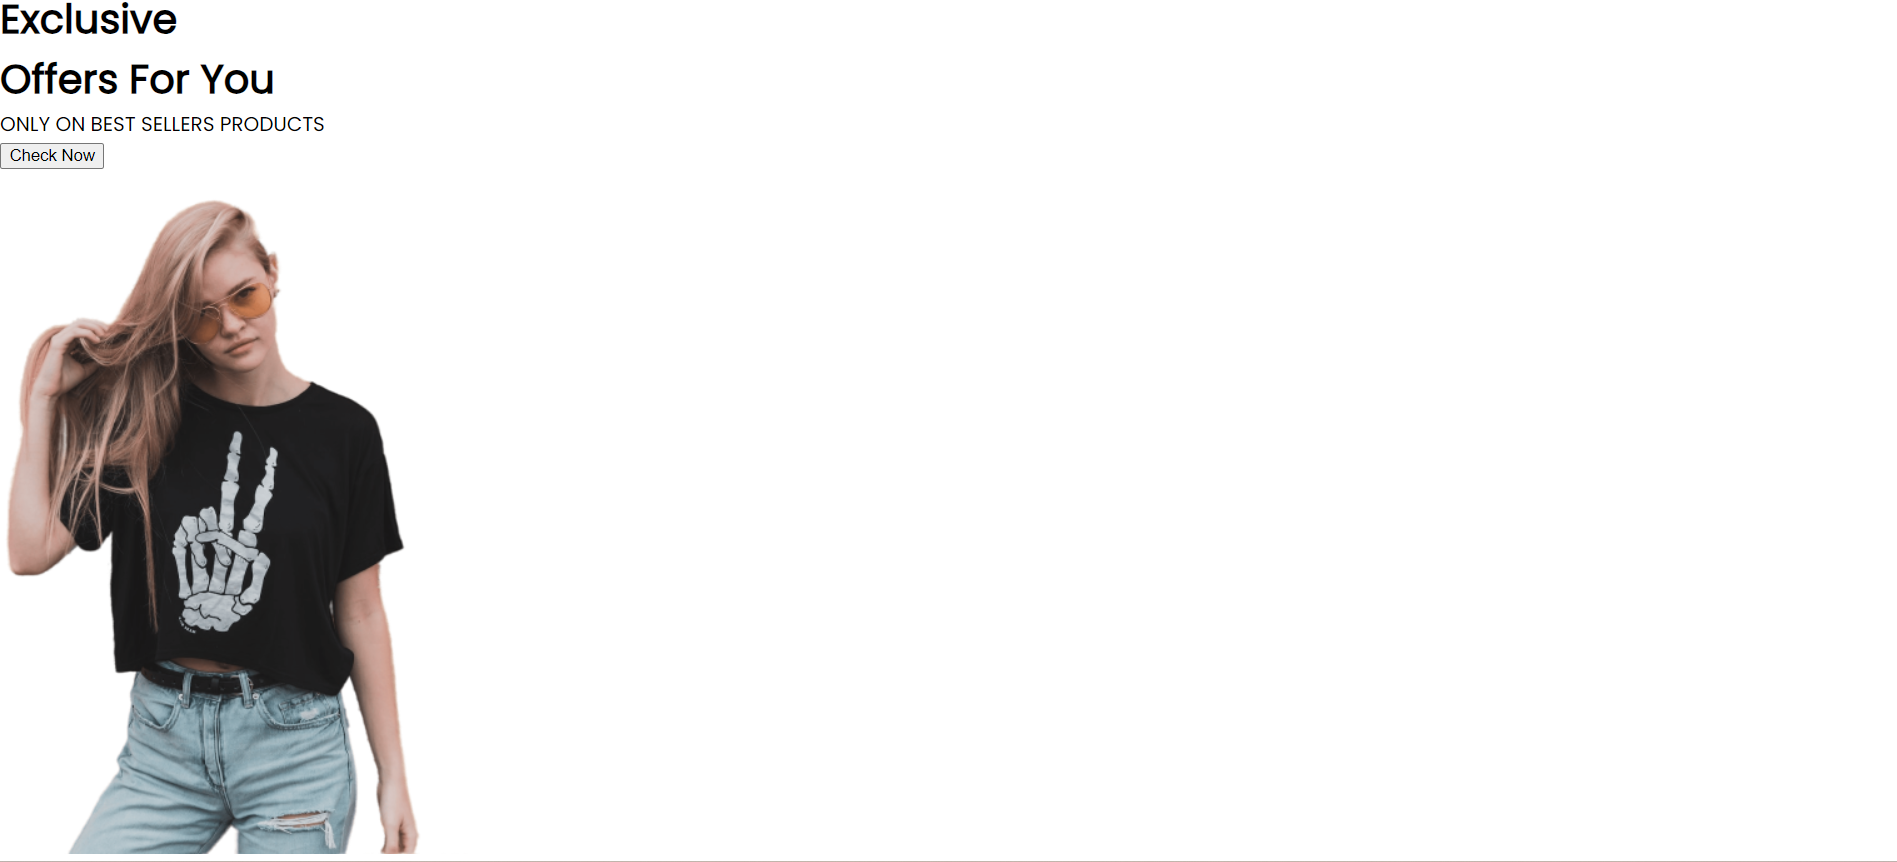 Exclusive
Offers For You
ONLY ON BEST SELLERS PRODUCTS
Check Now